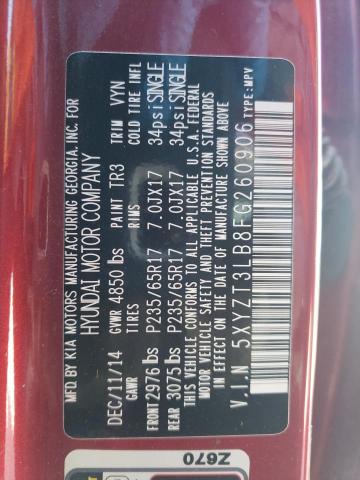 MFD BY KIA MOTORS MANUFACTURING GEORGIA, INC. FOR
HYUNDAI MOTOR COMPANY
DEC/11/14 GVWR 4850 lbs PAINT TR3 TRIM VYN
GAWR TIRES COLD TIRE INF.
FRONT 2976 lbs P235/65R17 7.0JX17 34psi SINGLE
REAR 3075 lbs P235/65R17 7.0JX17 34psi SINGLE
THIS VEHICLE CONFORMS TO ALL APPLICABLE U.S.A. FEDERAL
MOTOR VEHICLE SAFETY AND THEFT PREVENTION STANDARDS
IN EFFECT ON THE DATE OF MANUFACTURE SHOWN ABOVE.
V.I.N 5XYZT3LB8FG260906 TYPE:MPV
Z670